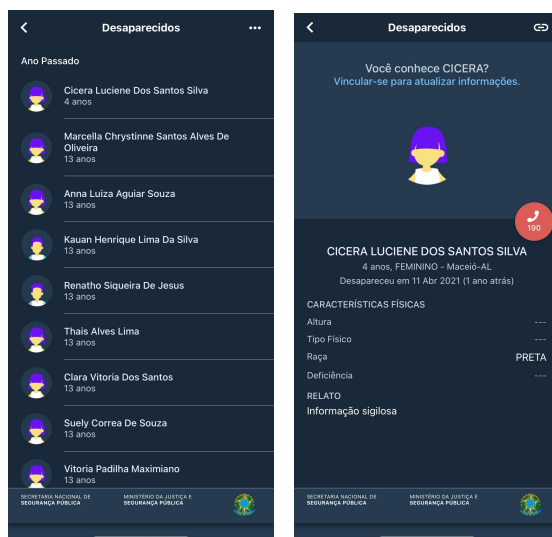 Desaparecidos
Ano Passado
Cicera Luciene Dos Santos Silva
4 anos
Marcella Chrystinne Santos Alves De
Oliveira
13 anos
Anna Luiza Aguiar Souza
13 anos
Kauan Henrique Lima Da Silva
13 anos
Renatho Siqueira De Jesus
13 anos
Thais Alves Lima
13 anos
Clara Vitoria Dos Santos
13 anos
Suely Correa De Souza
13 anos
Vitoria Padilha Maximiano
13 anos
SECRETARIA NACIONAL DE
SEGURANÇA PÚBLICA
MINISTÉRIO DA JUSTIÇA E
SEGURANÇA PÚBLICA
Desaparecidos
Você conhece CICERA?
Vincular-se para atualizar informações.
190
CICERA LUCIENE DOS SANTOS SILVA
4 anos, FEMININO - Maceió-AL
Desapareceu em 11 Abr 2021 (1 ano atrás)
CARACTERÍSTICAS FÍSICAS
Altura ---
Tipo Físico ---
Raça PRETA
Deficiência ---
RELATO
Informação sigilosa
SECRETARIA NACIONAL DE
SEGURANÇA PÚBLICA
MINISTÉRIO DA JUSTIÇA E
SEGURANÇA PÚBLICA